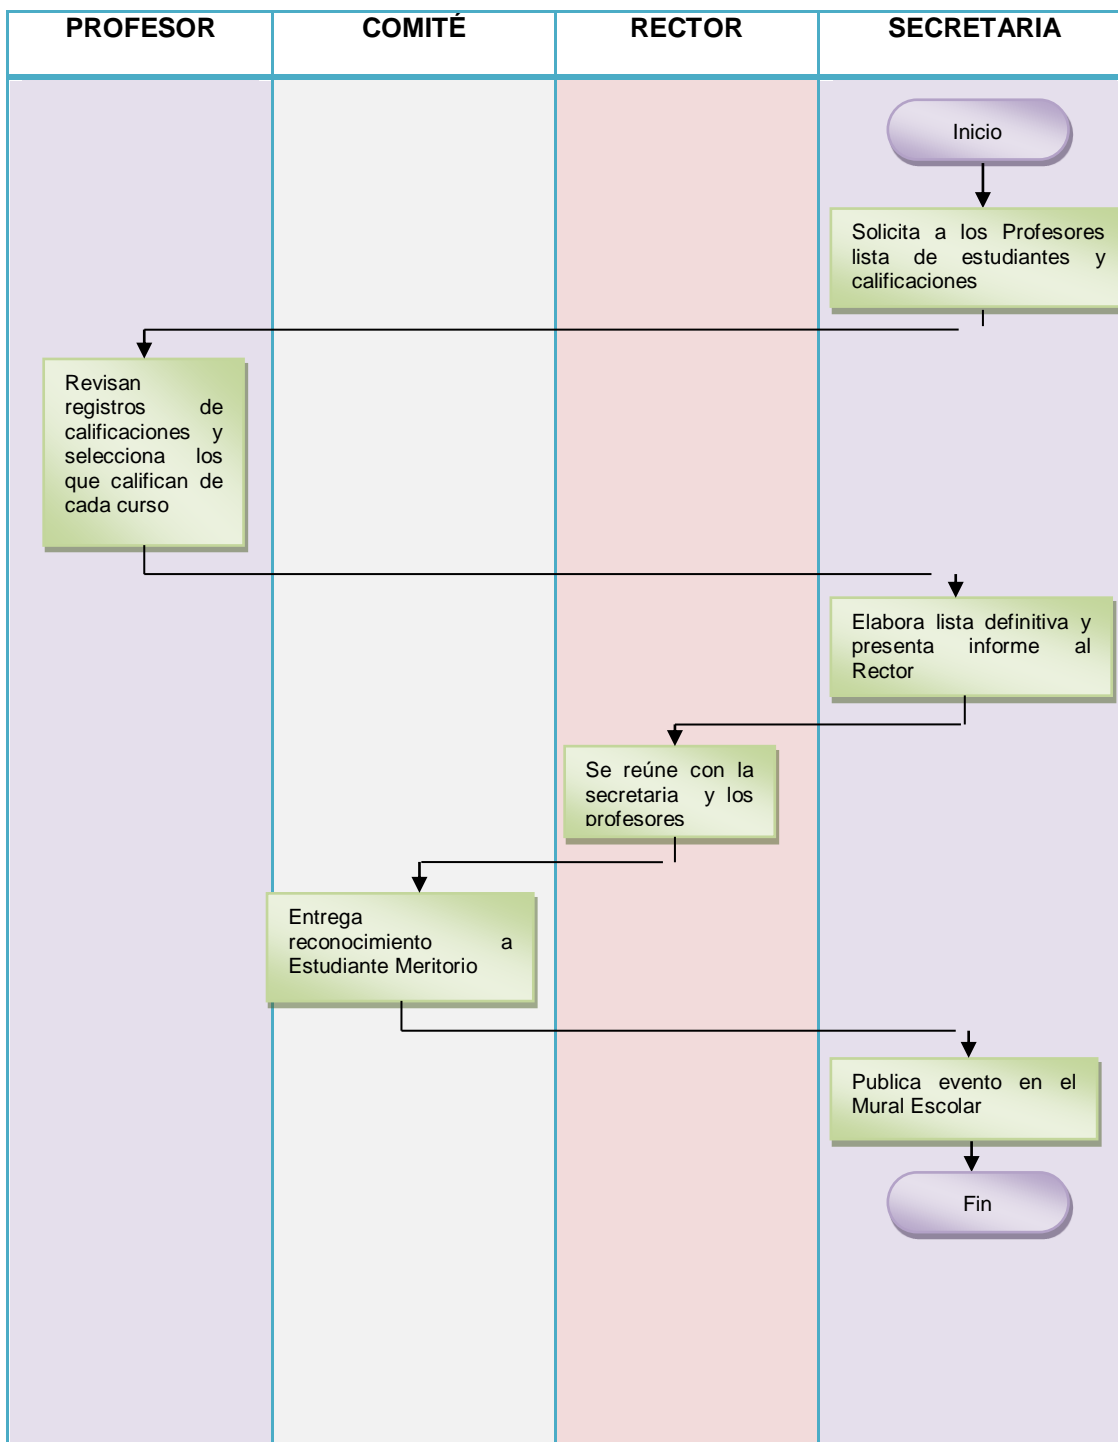 PROFESOR COMITÉ RECTOR SECRETARIA
Inicio
Solicita a los Profesores
lista de estudiantes y
calificaciones
Revisan
registros de
calificaciones y
selecciona los
que califican de
cada curso
Elabora lista definitiva y
presenta informe al
Rector
Se reúne con la
secretaria y los
profesores
Entrega
reconocimiento a
Estudiante Meritorio
Publica evento en el
Mural Escolar
Fin